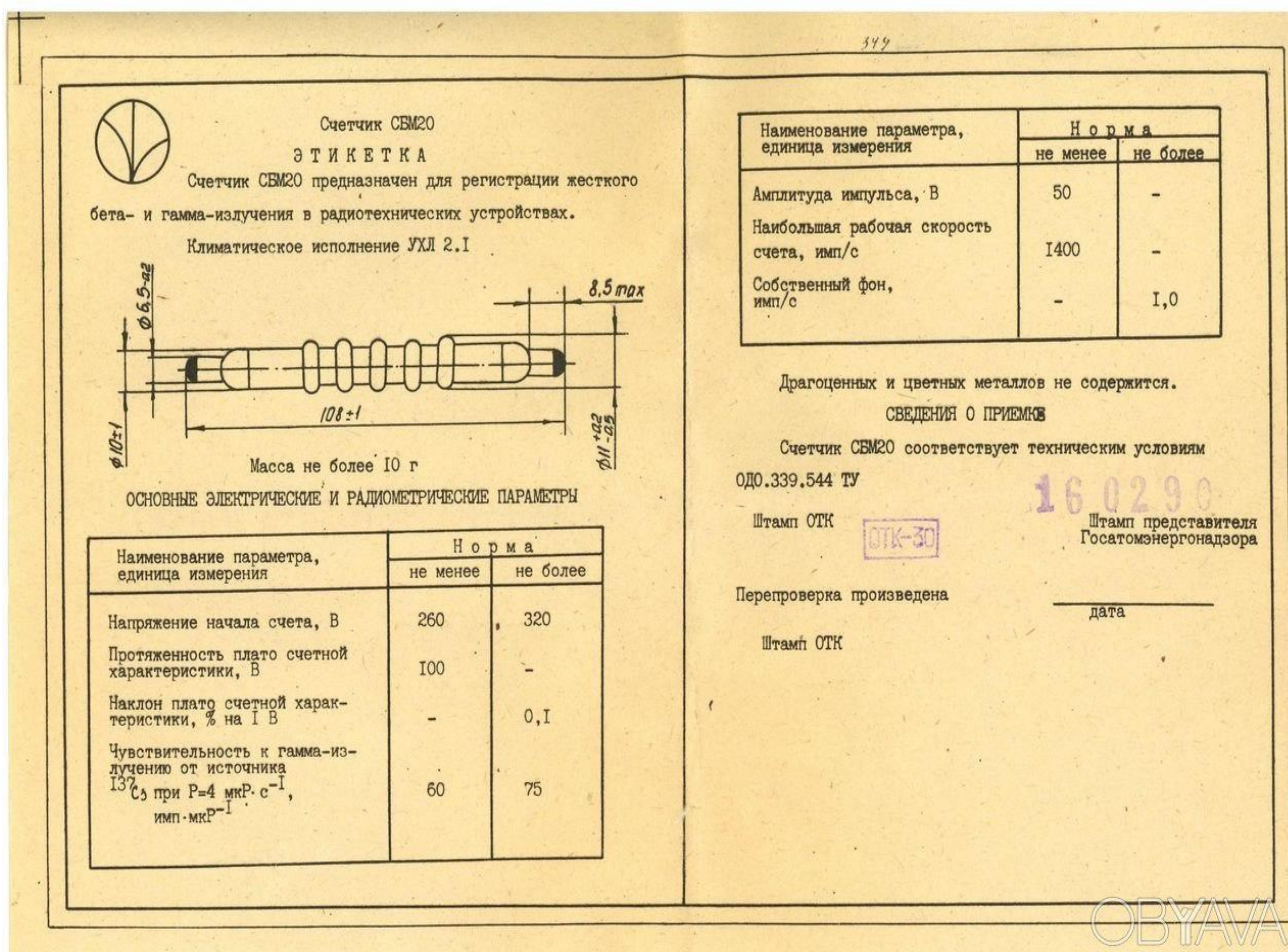 344
Счетчик СБМ20
ЭТИКЕТКА
Счетчик СБМ20 предназначен для регистрации жесткого
бета- и гамма-излучения в радиотехнических устройствах.
Климатическое исполнение УХЛ 2.I
ø6,5-0,2
8,5 max
108±1
ø10±1
ø11 +0,2 -0,5
Масса не более I0 г
ОСНОВНЫЕ ЭЛЕКТРИЧЕСКИЕ И РАДИОМЕТРИЧЕСКИЕ ПАРАМЕТРЫ
Наименование параметра,
единица измерения
Норма
не менее
не более
Напряжение начала счета, В 260 320
Протяженность плато счетной
характеристики, В I00 -
Наклон плато счетной харак-
теристики, % на I В - 0,I
Чувствительность к гамма-из-
лучению от источника
I37Cs при Р=4 мкР·с-I, 60 75
имп·мкР-I
Наименование параметра,
единица измерения
Норма
не менее
не более
Амплитуда импульса, В 50 -
Наибольшая рабочая скорость
счета, имп/с I400 -
Собственный фон,
имп/с - I,0
Драгоценных и цветных металлов не содержится.
СВЕДЕНИЯ О ПРИЕМКЕ
Счетчик СБМ20 соответствует техническим условиям
ОД0.339.544 ТУ
160290
Штамп ОТК
ОТК-30
Штамп представителя
Госатомэнергонадзора
Перепроверка произведена
дата
Штамп ОТК
OBYAVA